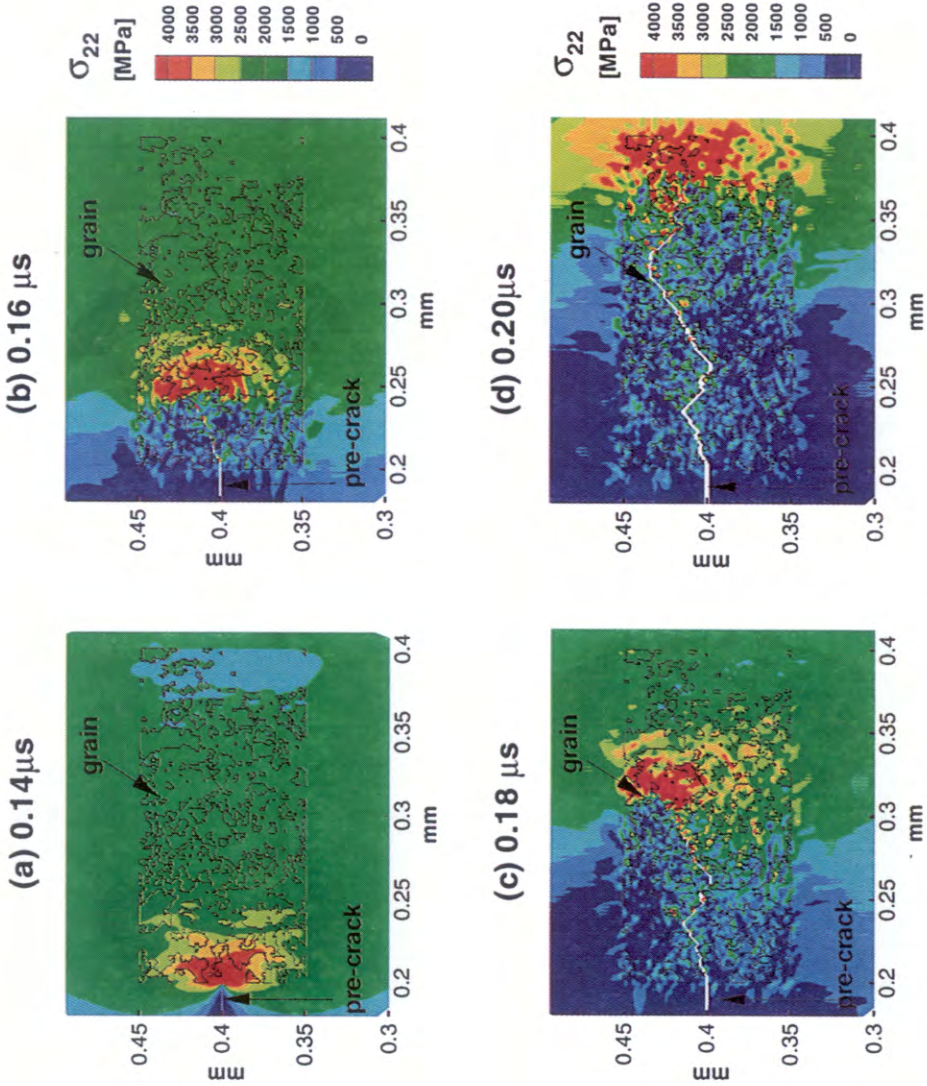 (a) 0.14μs
grain
pre-crack
0.45
0.4
0.35
0.3
mm
0.2
0.25
0.3
0.35
0.4
mm
(b) 0.16 μs
grain
pre-crack
0.45
0.4
0.35
0.3
mm
0.2
0.25
0.3
0.35
0.4
mm
σ22
[MPa]
4000
3500
3000
2500
2000
1500
1000
500
0
(c) 0.18 μs
grain
pre-crack
0.45
0.4
0.35
0.3
mm
0.2
0.25
0.3
0.35
0.4
mm
(d) 0.20μs
grain
pre-crack
0.45
0.4
0.35
0.3
mm
0.2
0.25
0.3
0.35
0.4
mm
σ22
[MPa]
4000
3500
3000
2500
2000
1500
1000
500
0